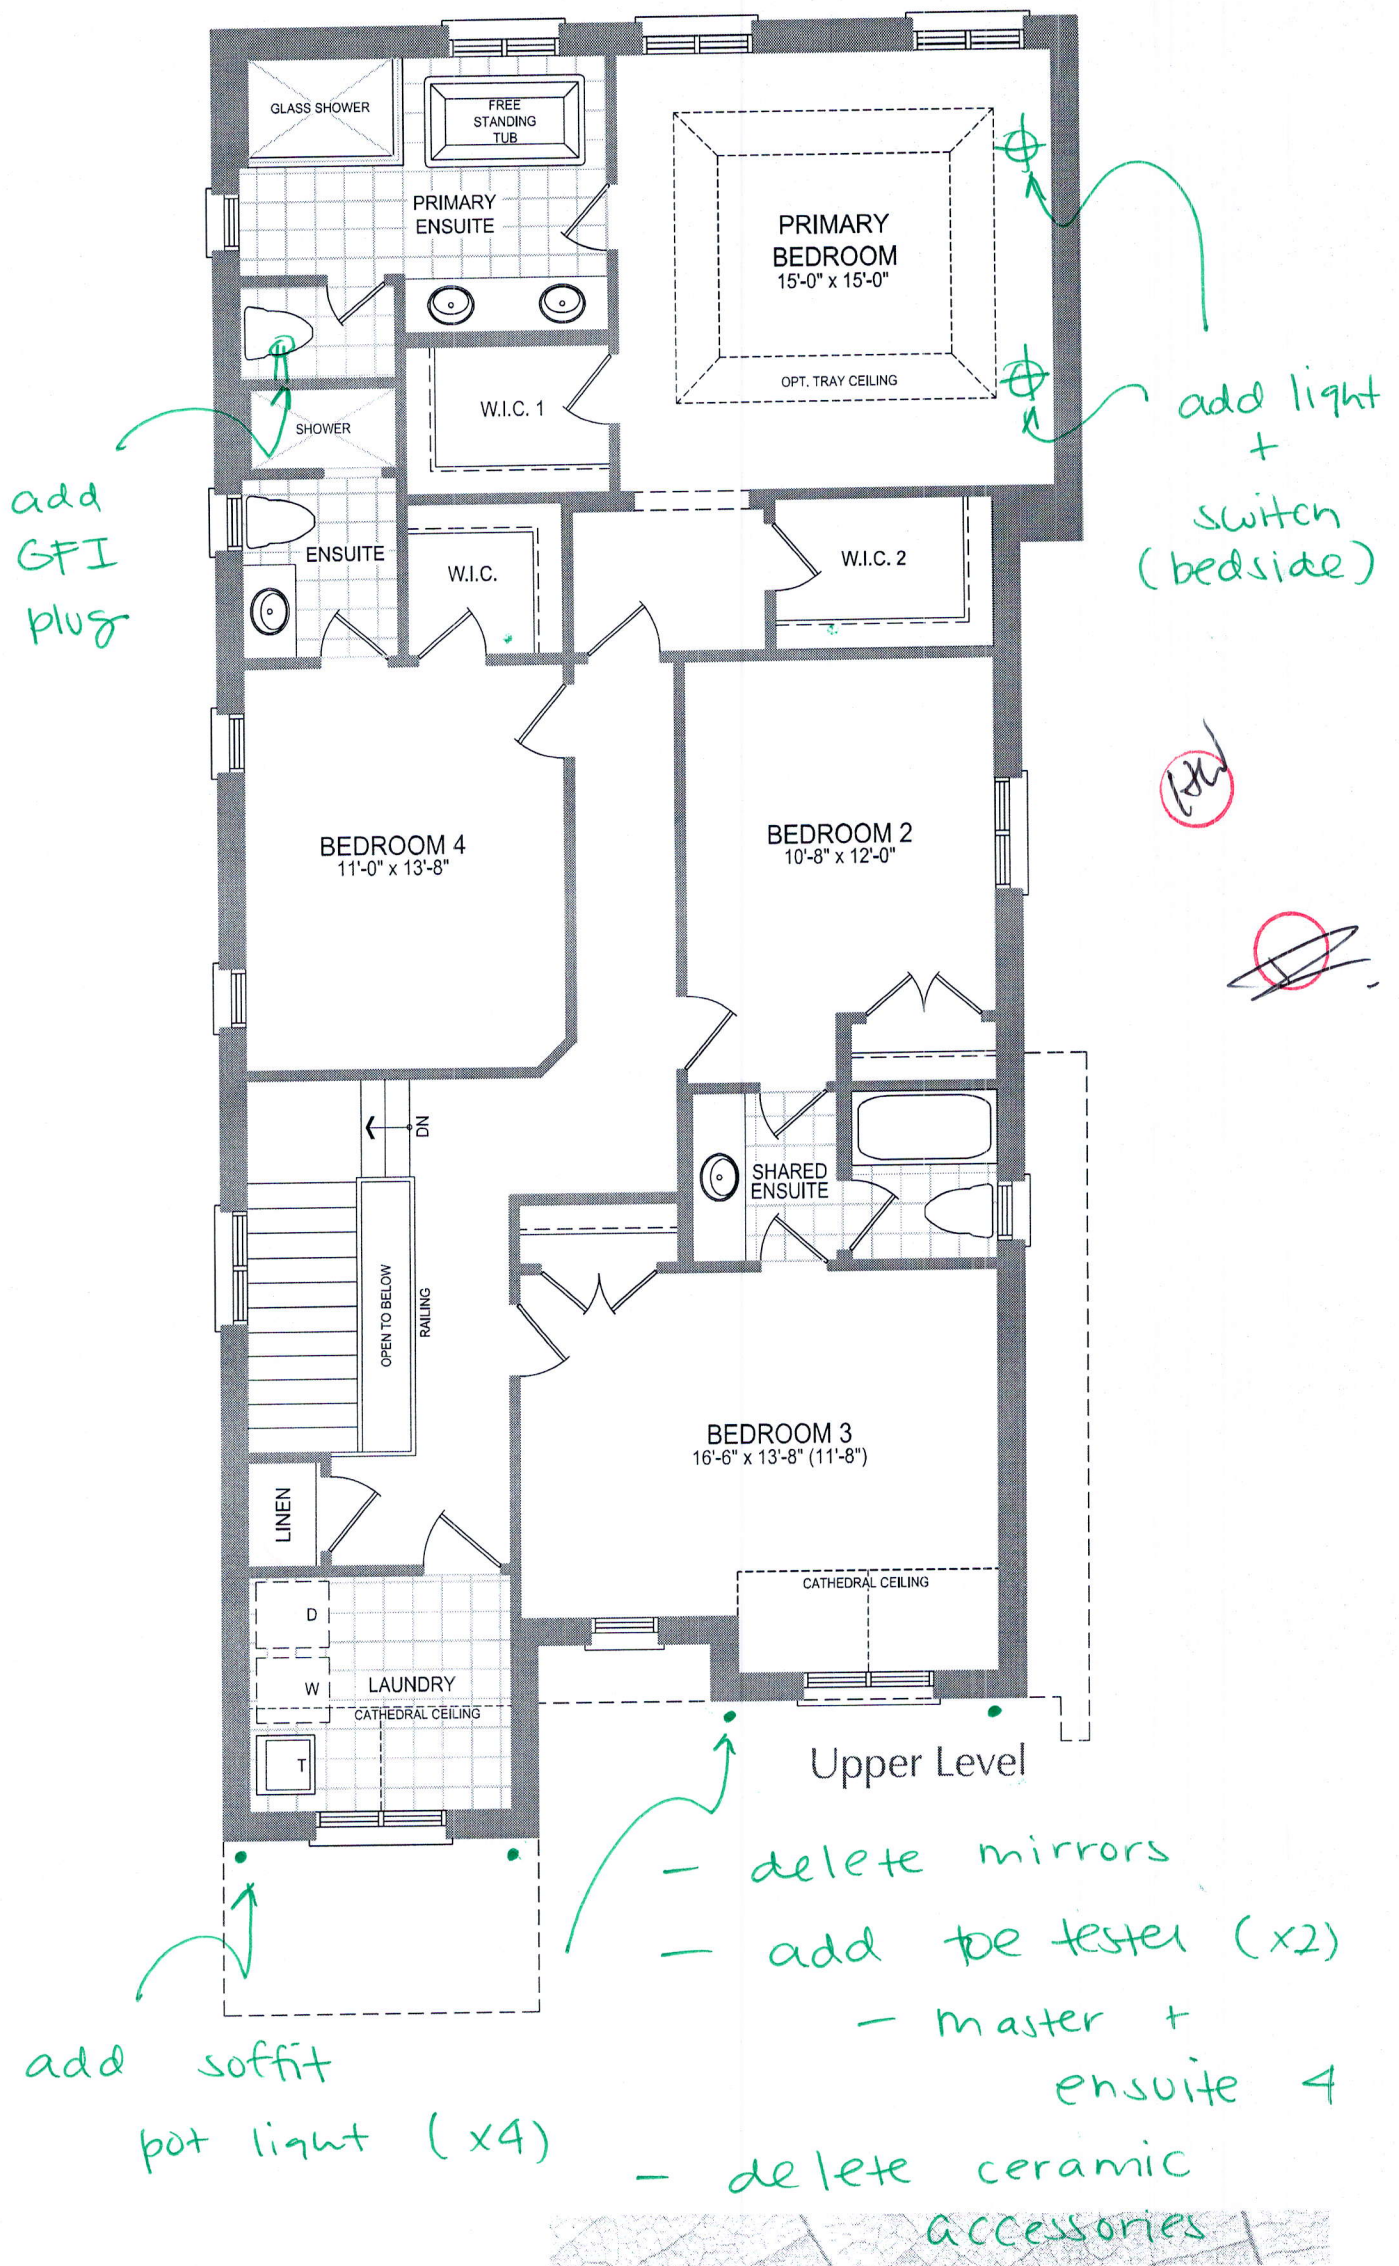 GLASS SHOWER
FREE
STANDING
TUB
PRIMARY
ENSUITE
PRIMARY
BEDROOM
15'-0" x 15'-0"
OPT. TRAY CEILING
W.I.C. 1
SHOWER
add light
+
switch
(bedside)
add
GFI
plug
ENSUITE
W.I.C.
W.I.C. 2
BEDROOM 4
11'-0" x 13'-8"
BEDROOM 2
10'-8" x 12'-0"
DN
SHARED
ENSUITE
OPEN TO BELOW
RAILING
BEDROOM 3
16'-6" x 13'-8" (11'-8")
LINEN
CATHEDRAL CEILING
D
W
LAUNDRY
CATHEDRAL CEILING
T
Upper Level
- delete mirrors
- add toe tester (x2)
- master +
ensuite 4
add soffit
pot light (x4)
- delete ceramic
accessories